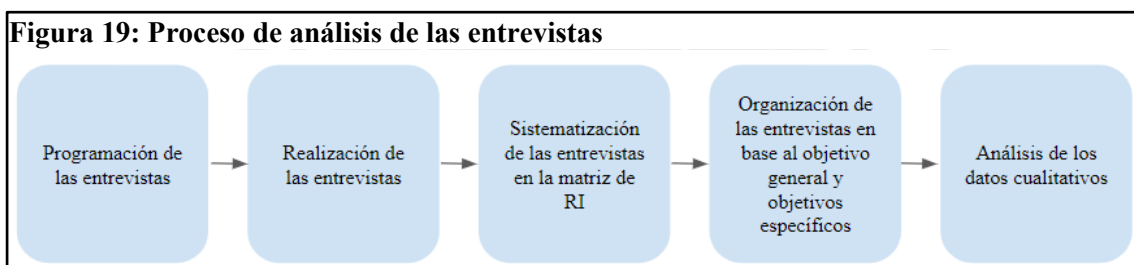 Figura 19: Proceso de análisis de las entrevistas
Programación de
las entrevistas
Realización de
las entrevistas
Sistematización
de las entrevistas
en la matriz de
RI
Organización de
las entrevistas en
base al objetivo
general y
objetivos
específicos
Análisis de los
datos cualitativos